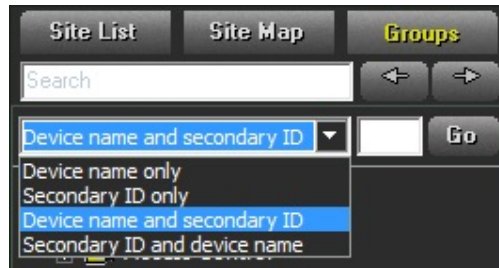 Site List Site Map Groups
Search
Device name and secondary ID Go
Device name only
Secondary ID only
Device name and secondary ID
Secondary ID and device name